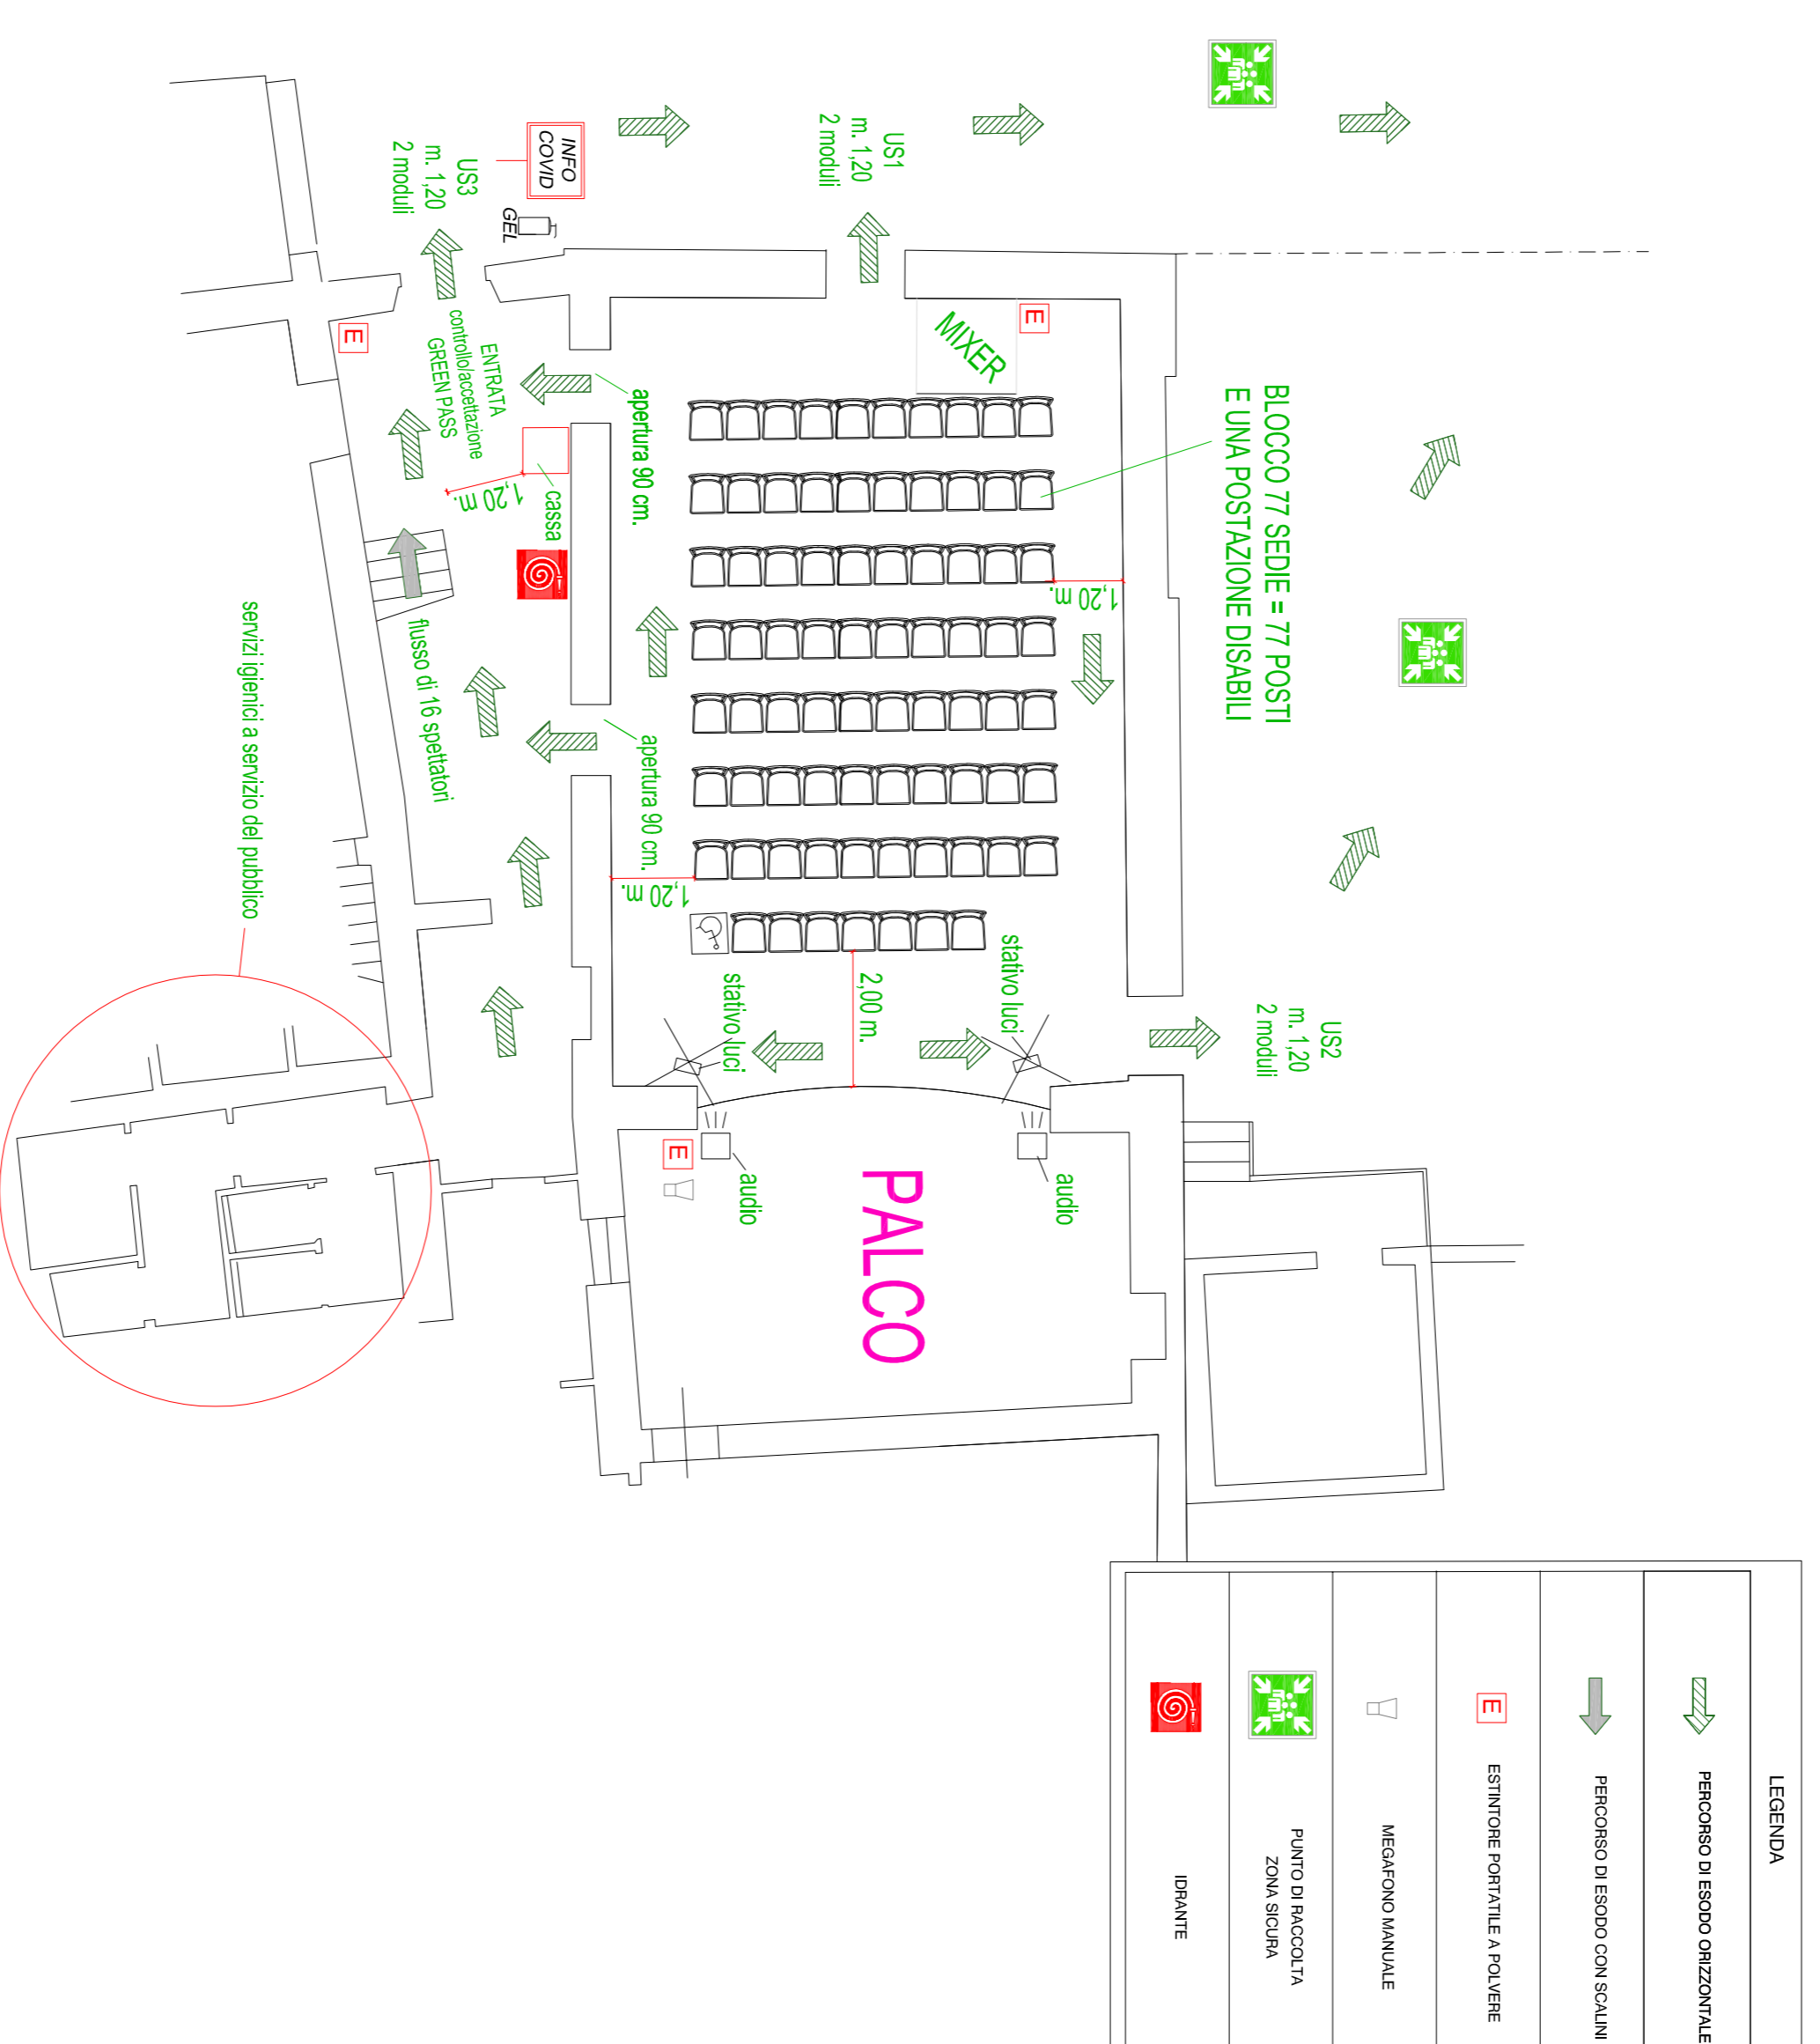 BLOCCO 77 SEDIE = 77 POSTI
E UNA POSTAZIONE DISABILI
US1
m. 1,20
2 moduli
US2
m. 1,20
2 moduli
US3
m. 1,20
2 moduli
INFO
COVID
GEL
MIXER
E
E
ENTRATA
controllo/accettazione
GREEN PASS
apertura 90 cm.
cassa
1,20 m.
1,20 m.
flusso di 16 spettatori
apertura 90 cm.
1,20 m.
servizi igienici a servizio del pubblico
stativo luci
2,00 m.
stativo luci
audio
audio
E
PALCO
LEGENDA
PERCORSO DI ESODO ORIZZONTALE
PERCORSO DI ESODO CON SCALINI
E
ESTINTORE PORTATILE A POLVERE
MEGAFONO MANUALE
PUNTO DI RACCOLTA
ZONA SICURA
IDRANTE